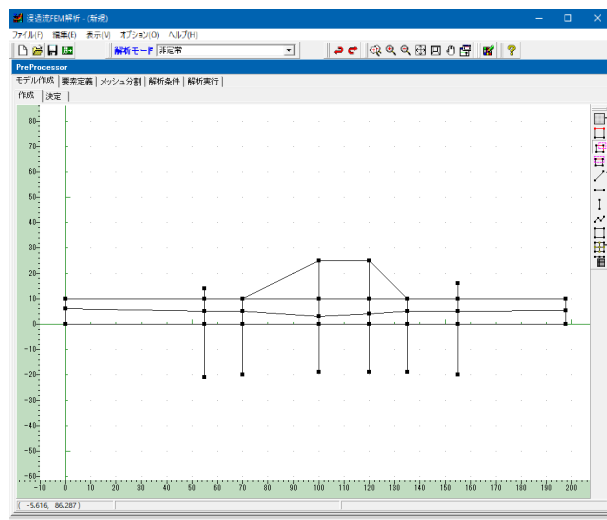 浸透流FEM解析 - (新規)
ファイル(F) 編集(E) 表示(V) オプション(O) ヘルプ(H)
解析モード 非定常
PreProcessor
モデル作成 要素定義 メッシュ分割 解析条件 解析実行
作成 決定
80
70
60
50
40
30
20
10
0
-10
-20
-30
-40
-50
-60
-10 0 10 20 30 40 50 60 70 80 90 100 110 120 130 140 150 160 170 180 190 200
( -5.616, 86.287 )